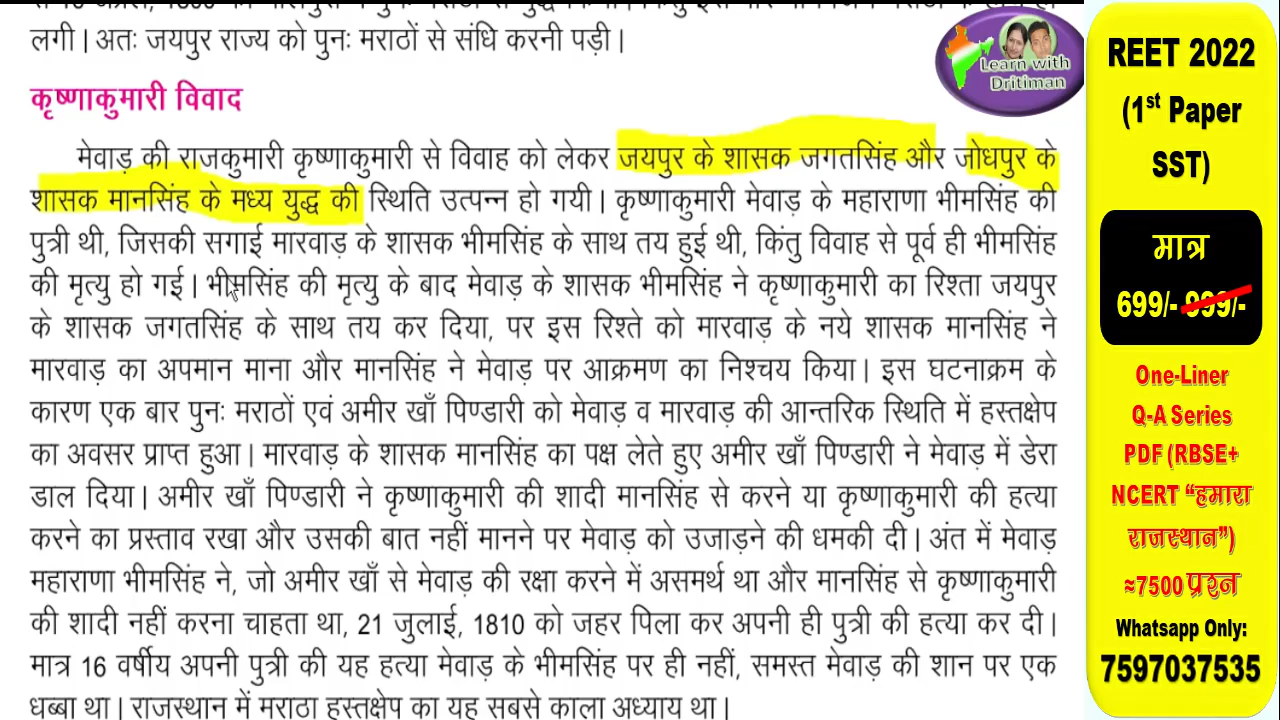 लगी। अतः जयपुर राज्य को पुनः मराठों से संधि करनी पड़ी।
कृष्णाकुमारी विवाद
मेवाड़ की राजकुमारी कृष्णाकुमारी से विवाह को लेकर जयपुर के शासक जगतसिंह और जोधपुर के
शासक मानसिंह के मध्य युद्ध की स्थिति उत्पन्न हो गयी। कृष्णाकुमारी मेवाड़ के महाराणा भीमसिंह की
पुत्री थी, जिसकी सगाई मारवाड़ के शासक भीमसिंह के साथ तय हुई थी, किंतु विवाह से पूर्व ही भीमसिंह
की मृत्यु हो गई। भीमसिंह की मृत्यु के बाद मेवाड़ के शासक भीमसिंह ने कृष्णाकुमारी का रिश्ता जयपुर
के शासक जगतसिंह के साथ तय कर दिया, पर इस रिश्ते को मारवाड़ के नये शासक मानसिंह ने
मारवाड़ का अपमान माना और मानसिंह ने मेवाड़ पर आक्रमण का निश्चय किया। इस घटनाक्रम के
कारण एक बार पुनः मराठों एवं अमीर खाँ पिण्डारी को मेवाड़ व मारवाड़ की आन्तरिक स्थिति में हस्तक्षेप
का अवसर प्राप्त हुआ। मारवाड़ के शासक मानसिंह का पक्ष लेते हुए अमीर खाँ पिण्डारी ने मेवाड़ में डेरा
डाल दिया। अमीर खाँ पिण्डारी ने कृष्णाकुमारी की शादी मानसिंह से करने या कृष्णाकुमारी की हत्या
करने का प्रस्ताव रखा और उसकी बात नहीं मानने पर मेवाड़ को उजाड़ने की धमकी दी। अंत में मेवाड़
महाराणा भीमसिंह ने, जो अमीर खाँ से मेवाड़ की रक्षा करने में असमर्थ था और मानसिंह से कृष्णाकुमारी
की शादी नहीं करना चाहता था, 21 जुलाई, 1810 को जहर पिला कर अपनी ही पुत्री की हत्या कर दी।
मात्र 16 वर्षीय अपनी पुत्री की यह हत्या मेवाड़ के भीमसिंह पर ही नहीं, समस्त मेवाड़ की शान पर एक
धब्बा था। राजस्थान में मराठा हस्तक्षेप का यह सबसे काला अध्याय था।
Learn with
Dritiman
REET 2022
(1st Paper
SST)
मात्र
699/- 999/-
One-Liner
Q-A Series
PDF (RBSE+
NCERT “हमारा
राजस्थान”)
≈7500 प्रश्न
Whatsapp Only:
7597037535